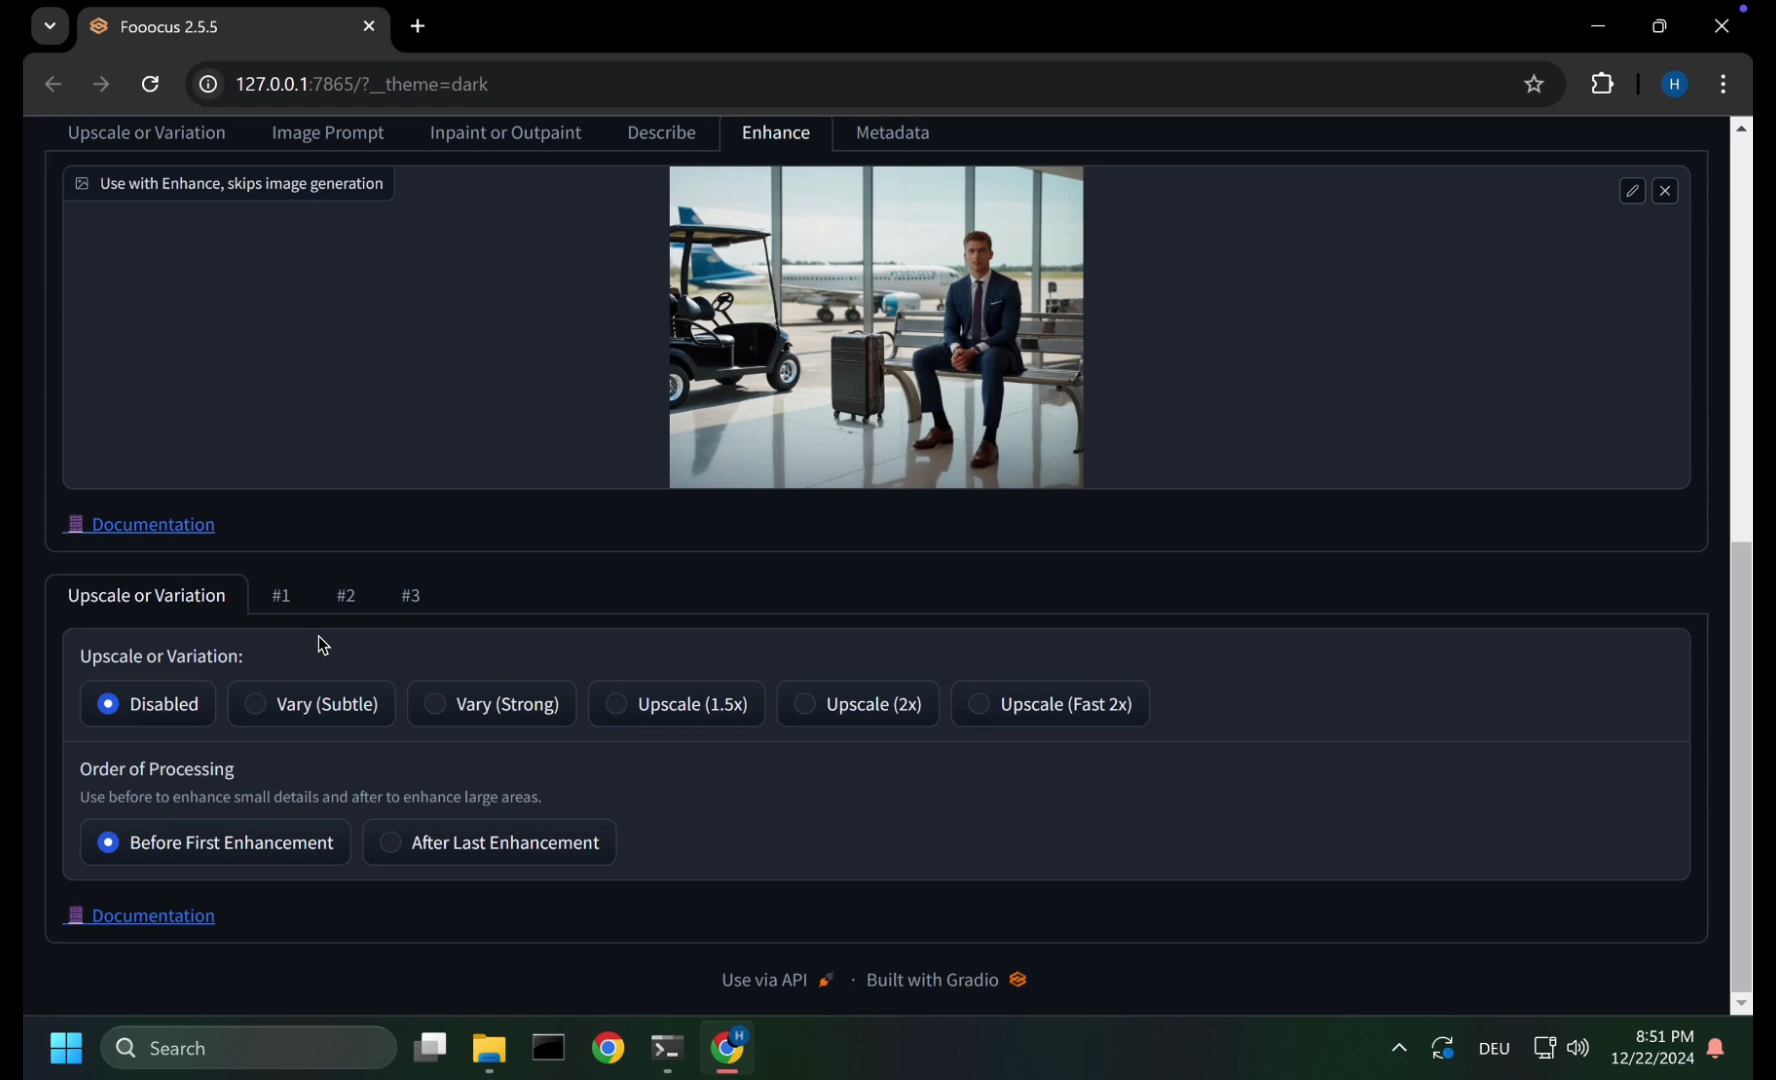 Fooocus 2.5.5
127.0.0.1:7865/?__theme=dark
H
Upscale or Variation Image Prompt Inpaint or Outpaint Describe Enhance Metadata
Use with Enhance, skips image generation
Documentation
Upscale or Variation #1 #2 #3
Upscale or Variation:
Disabled Vary (Subtle) Vary (Strong) Upscale (1.5x) Upscale (2x) Upscale (Fast 2x)
Order of Processing
Use before to enhance small details and after to enhance large areas.
Before First Enhancement After Last Enhancement
Documentation
Use via API · Built with Gradio
Search
H
DEU
8:51 PM
12/22/2024